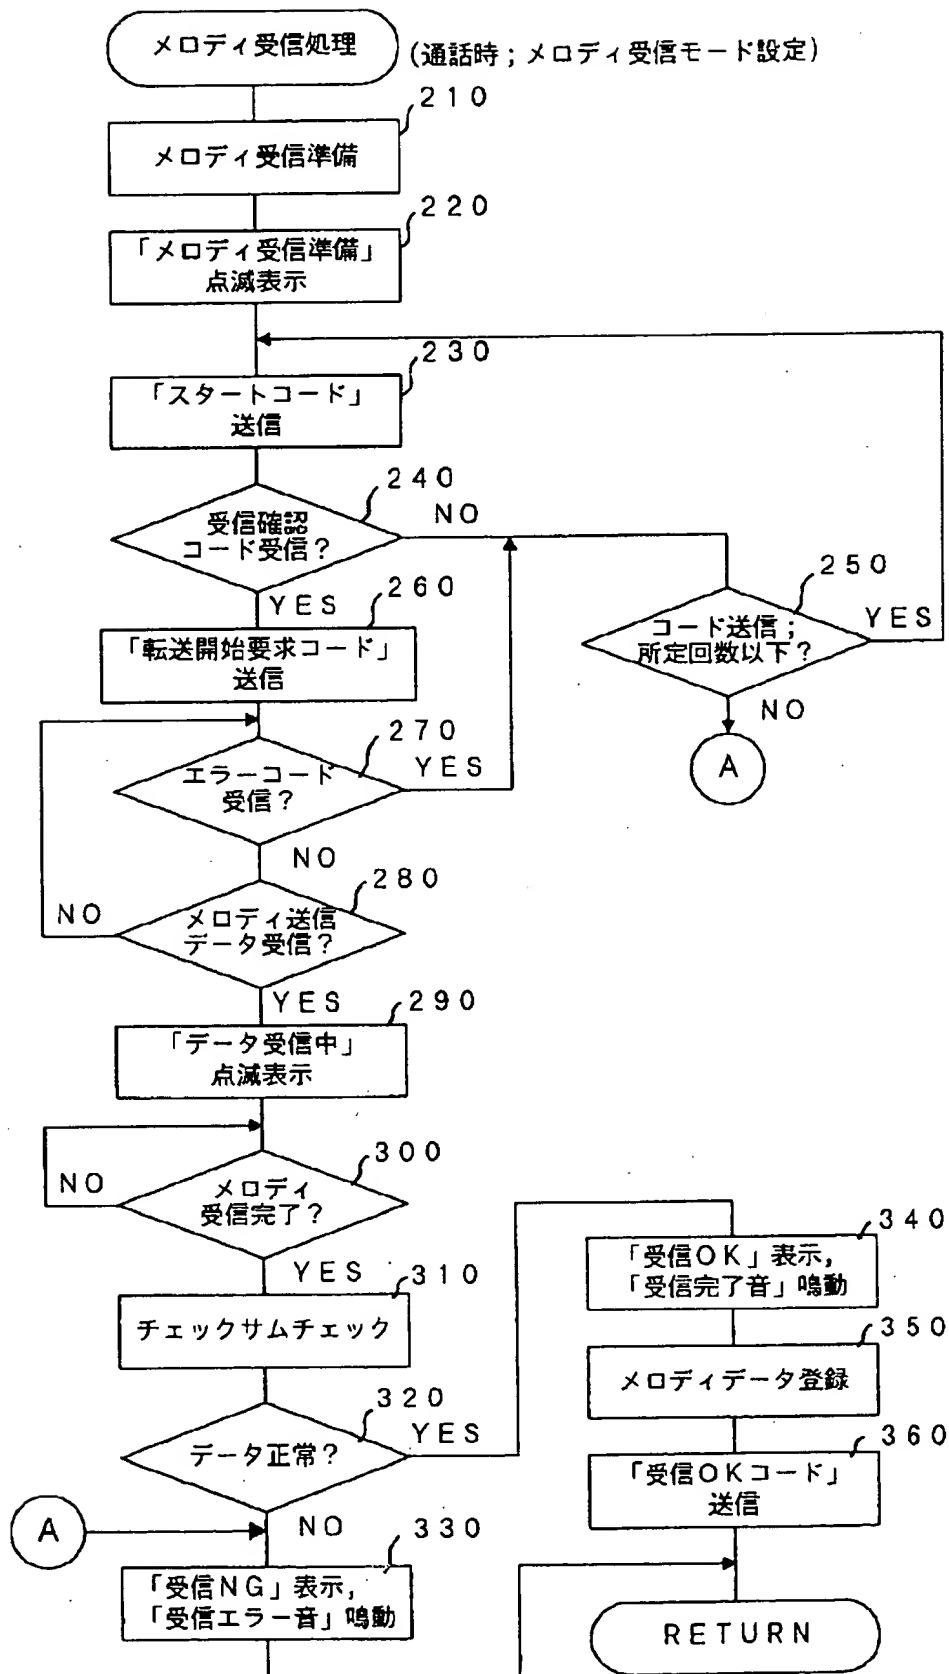 メロディ受信処理
(通話時；メロディ受信モード設定)
210
メロディ受信準備
220
「メロディ受信準備」
点滅表示
230
「スタートコード」
送信
240
受信確認
コード受信？
NO
YES
250
コード送信；
所定回数以下？
YES
NO
A
260
「転送開始要求コード」
送信
270
エラーコード
受信？
YES
NO
280
メロディ送信
データ受信？
NO
YES
290
「データ受信中」
点滅表示
300
メロディ
受信完了？
NO
YES
310
チェックサムチェック
320
データ正常？
YES
NO
A
330
「受信NG」表示，
「受信エラー音」鳴動
340
「受信OK」表示，
「受信完了音」鳴動
350
メロディデータ登録
360
「受信OKコード」
送信
RETURN